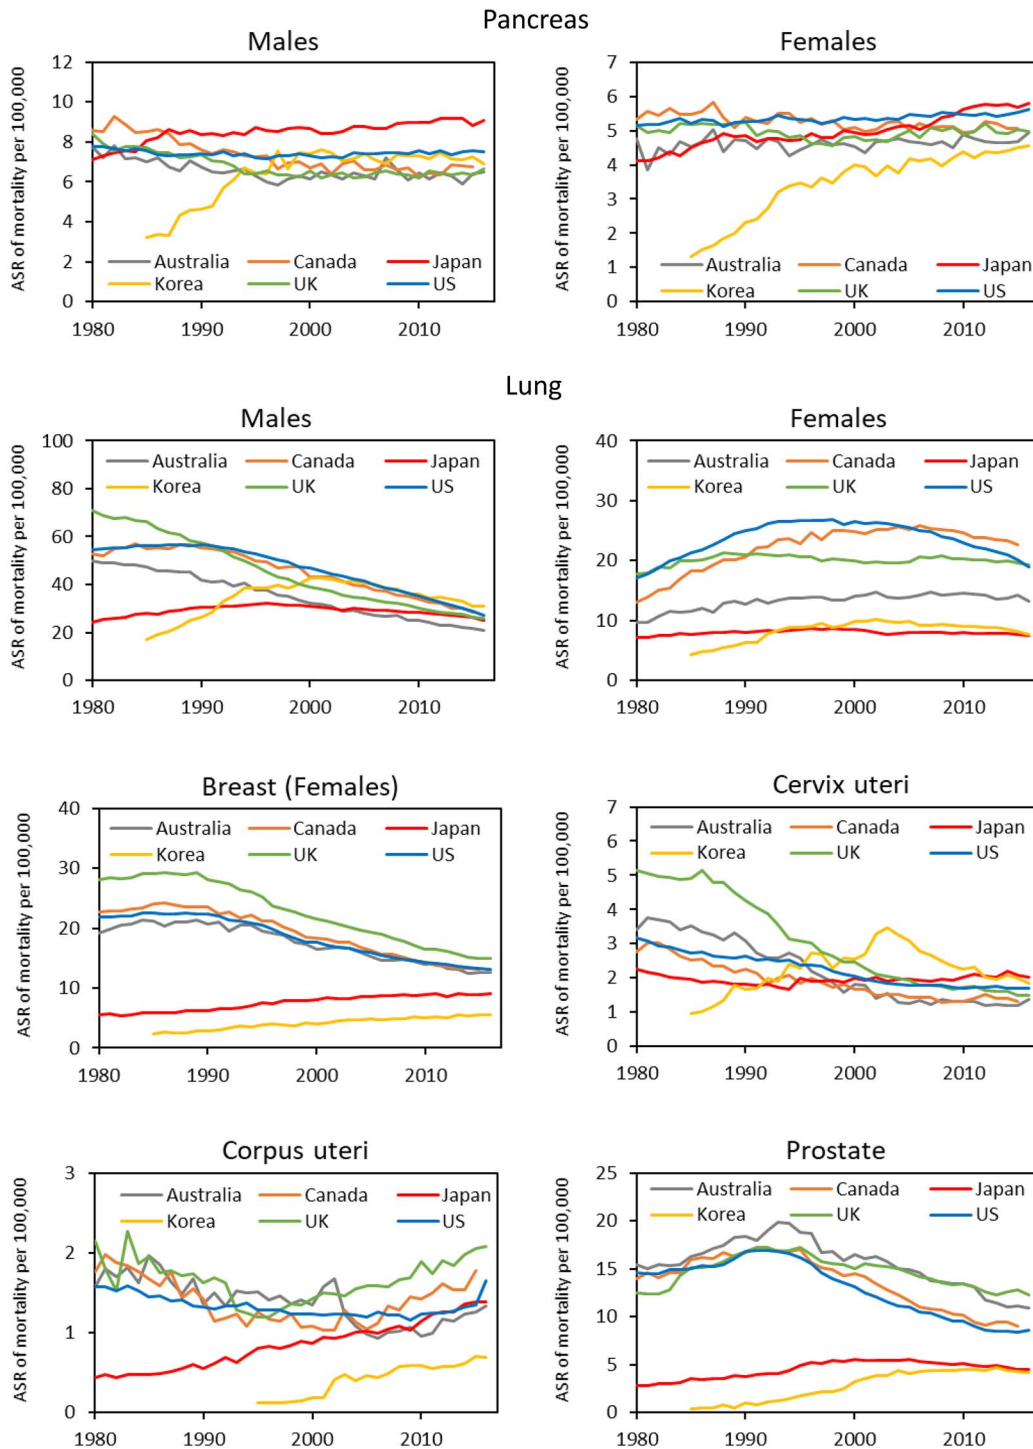 Pancreas
Males
ASR of mortality per 100,000
12
10
8
6
4
2
0
Australia Canada Japan
Korea UK US
1980 1990 2000 2010
Females
ASR of mortality per 100,000
7
6
5
4
3
2
1
0
Australia Canada Japan
Korea UK US
1980 1990 2000 2010
Lung
Males
ASR of mortality per 100,000
100
80
60
40
20
0
Australia Canada Japan
Korea UK US
1980 1990 2000 2010
Females
ASR of mortality per 100,000
40
30
20
10
0
Australia Canada Japan
Korea UK US
1980 1990 2000 2010
Breast (Females)
ASR of mortality per 100,000
40
30
20
10
0
Australia Canada Japan
Korea UK US
1980 1990 2000 2010
Cervix uteri
ASR of mortality per 100,000
7
6
5
4
3
2
1
0
Australia Canada Japan
Korea UK US
1980 1990 2000 2010
Corpus uteri
ASR of mortality per 100,000
3
2
1
0
Australia Canada Japan
Korea UK US
1980 1990 2000 2010
Prostate
ASR of mortality per 100,000
25
20
15
10
5
0
Australia Canada Japan
Korea UK US
1980 1990 2000 2010